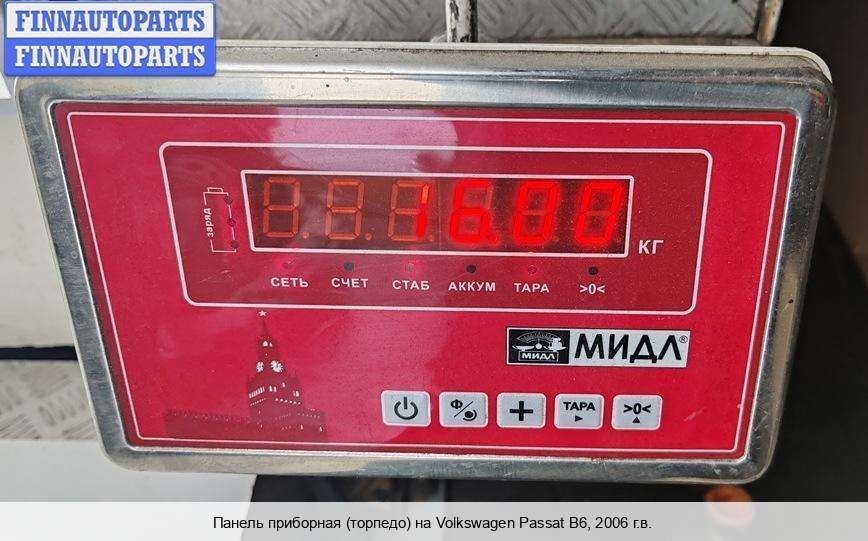 FINNAUTOPARTS
FINNAUTOPARTS
заряд
16.00
КГ
СЕТЬ СЧЕТ СТАБ АККУМ ТАРА >0<
МИДЛ МИДЛ®
Ф ТАРА >0<
Панель приборная (торпедо) на Volkswagen Passat B6, 2006 г.в.